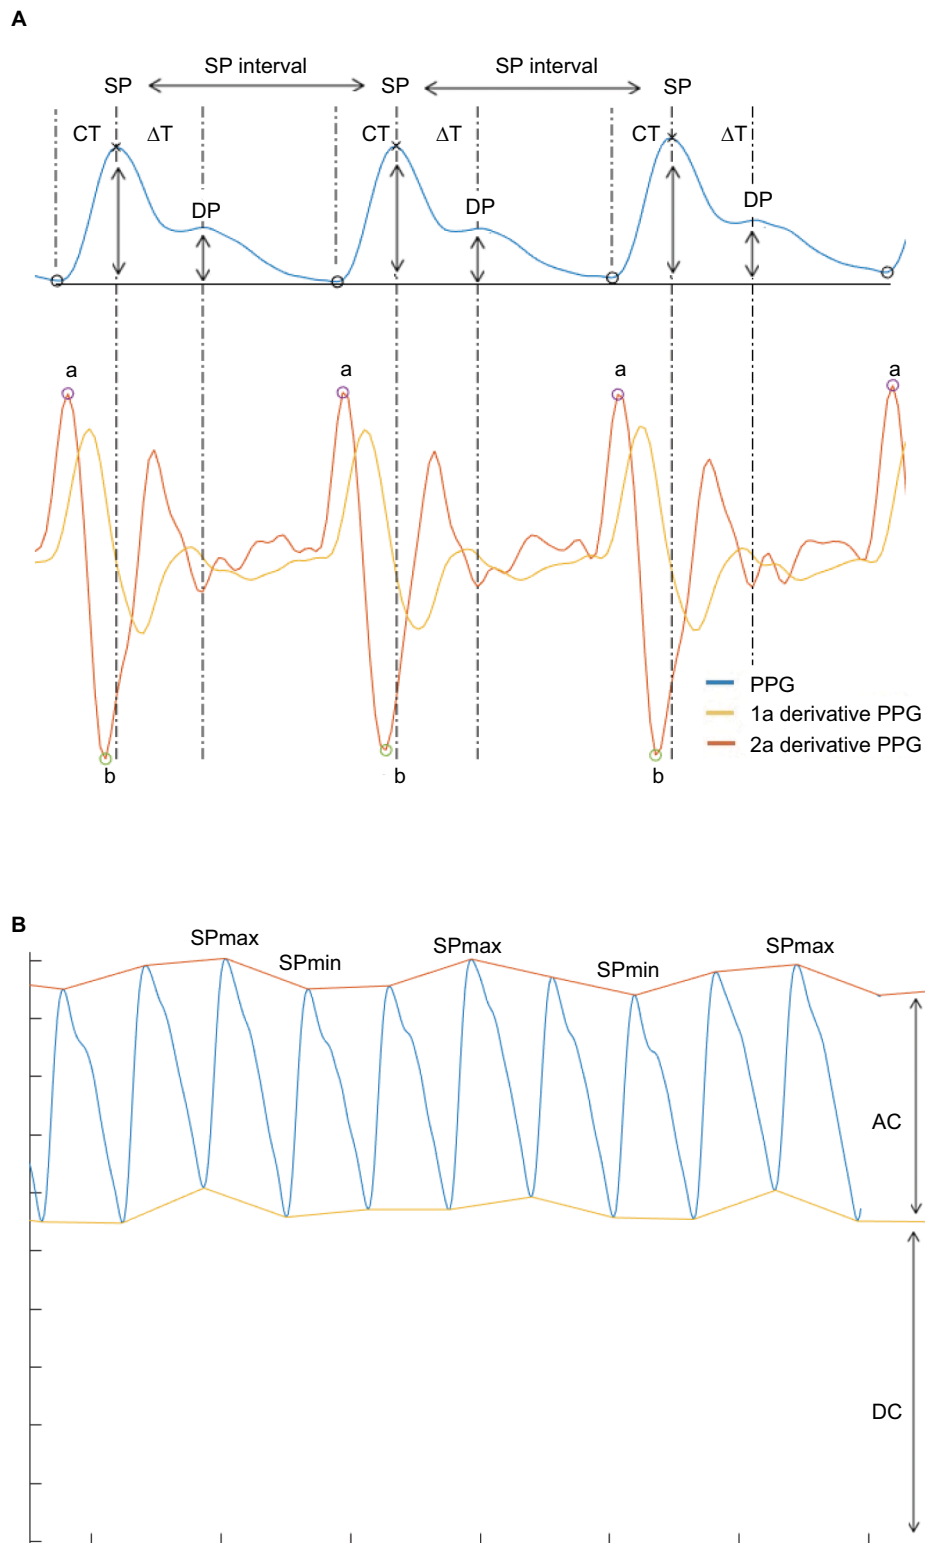 A
SP interval
SP interval
SP
SP
SP
CT
ΔT
CT
ΔT
CT
ΔT
DP
DP
DP
a
a
a
a
PPG
1a derivative PPG
2a derivative PPG
b
b
b
B
SPmax
SPmin
SPmax
SPmin
SPmax
AC
DC